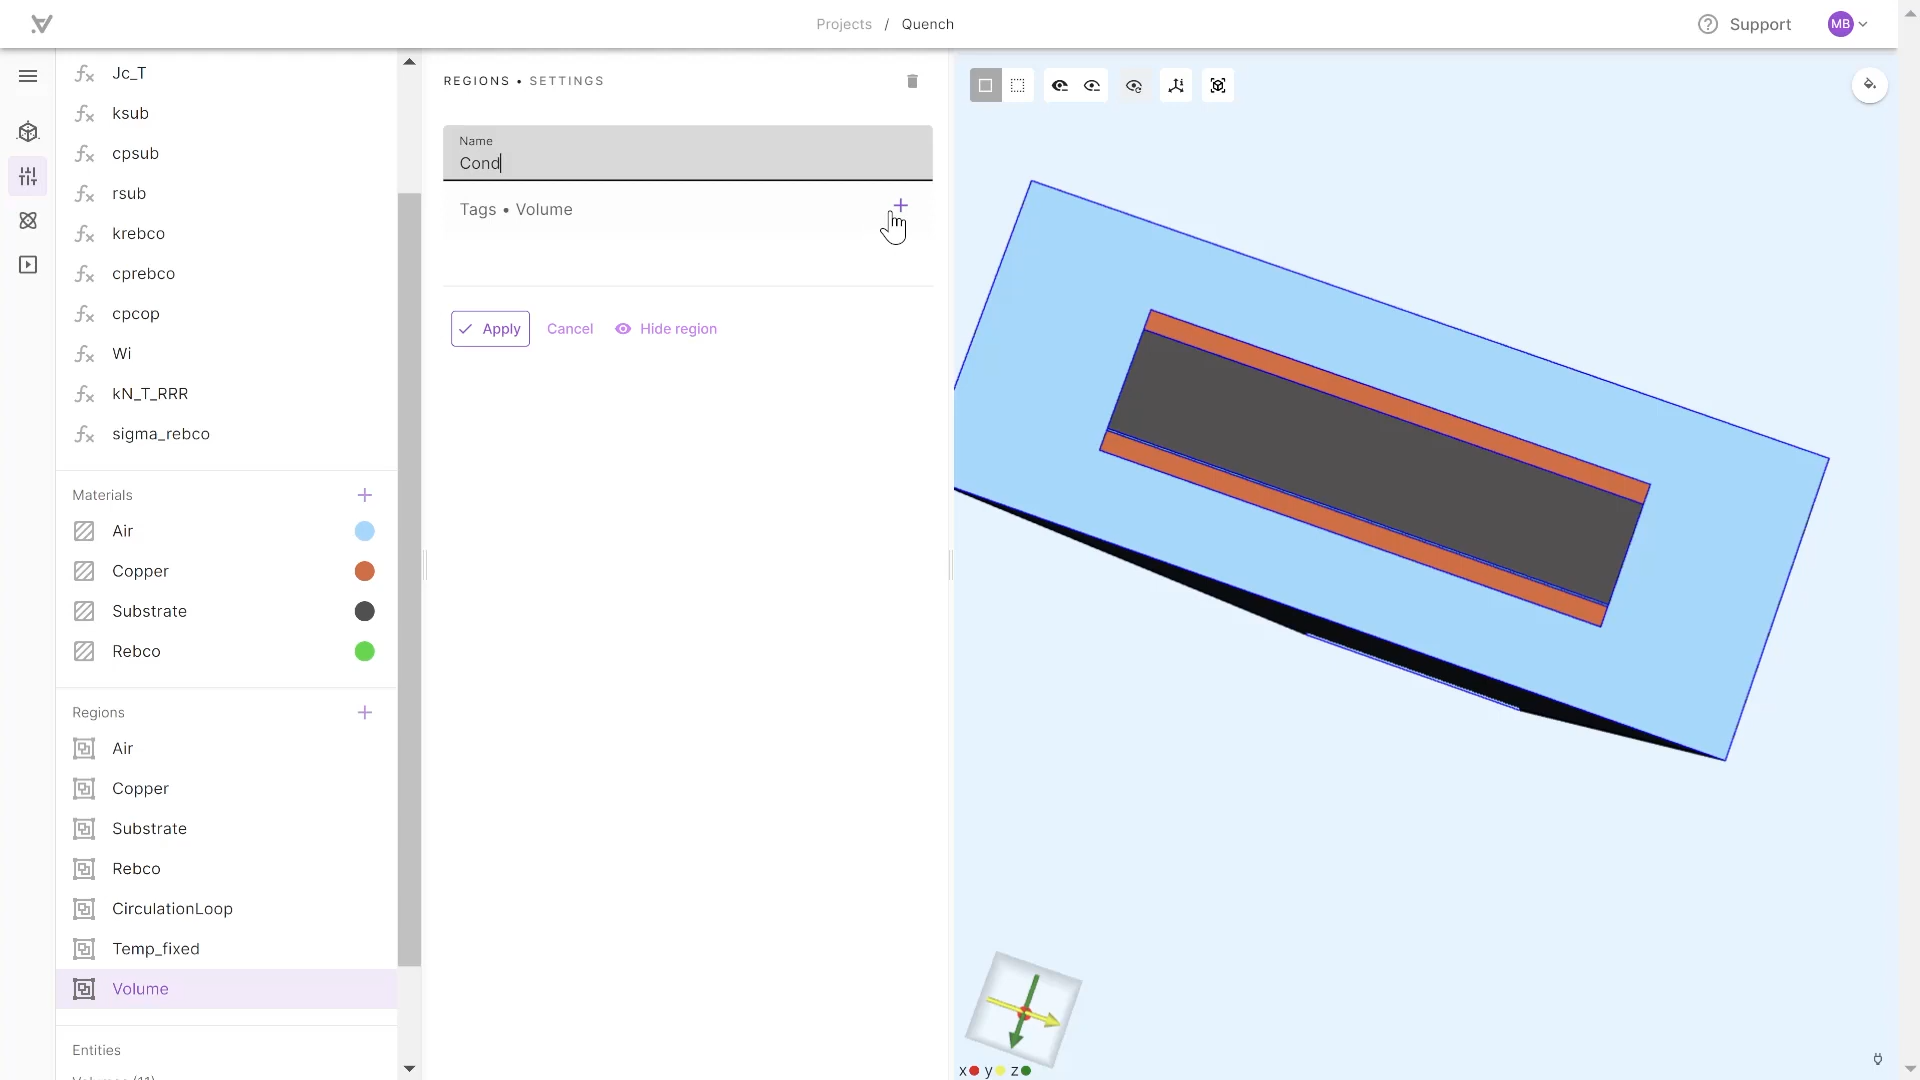 Projects / Quench
Support
MB
Jc_T
ksub
cpsub
rsub
krebco
cprebco
cpcop
Wi
kN_T_RRR
sigma_rebco
Materials
Air
Copper
Substrate
Rebco
Regions
Air
Copper
Substrate
Rebco
CirculationLoop
Temp_fixed
Volume
Entities
Volumes (11)
REGIONS • SETTINGS
Name
Cond
Tags • Volume
Apply
Cancel
Hide region
x y z